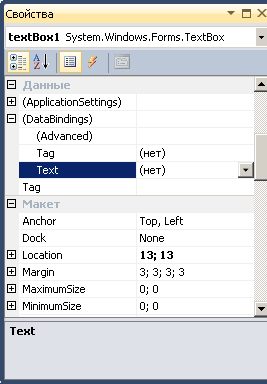 Свойства
textBox1 System.Windows.Forms.TextBox
Данные
(ApplicationSettings)
(DataBindings)
(Advanced)
Tag (нет)
Text (нет)
Tag
Макет
Anchor Top, Left
Dock None
Location 13; 13
Margin 3; 3; 3; 3
MaximumSize 0; 0
MinimumSize 0; 0
Text